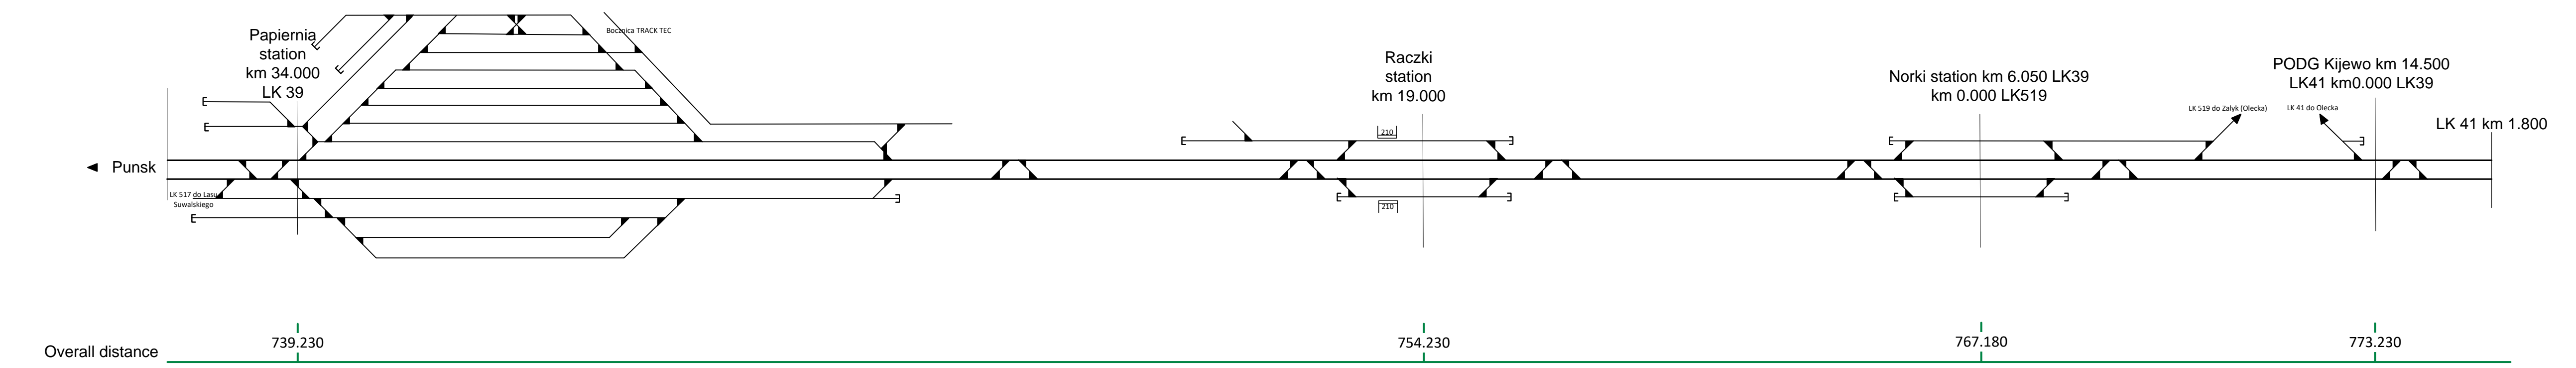 Papiernia
station
km 34.000
LK 39
Bocznica TRACK TEC
Raczki
station
km 19.000
Norki station km 6.050 LK39
km 0.000 LK519
PODG Kijewo km 14.500
LK41 km0.000 LK39
LK 519 do Zalyk (Olecka)
LK 41 do Olecka
LK 41 km 1.800
210
Punsk
LK 517 do Lasu
Suwalskiego
210
739.230
754.230
767.180
773.230
Overall distance